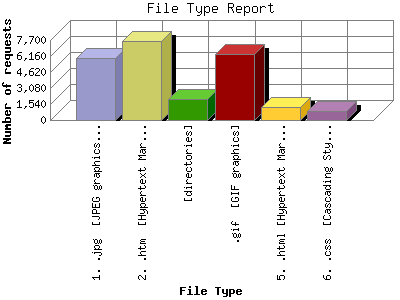 File Type Report
Number of requests
7,700
6,160
4,620
3,080
1,540
0
1. .jpg [JPEG graphics...
2. .htm [Hypertext Mar...
[directories]
.gif [GIF graphics]
5. .html [Hypertext Mar...
6. .css [Cascading Sty...
File Type